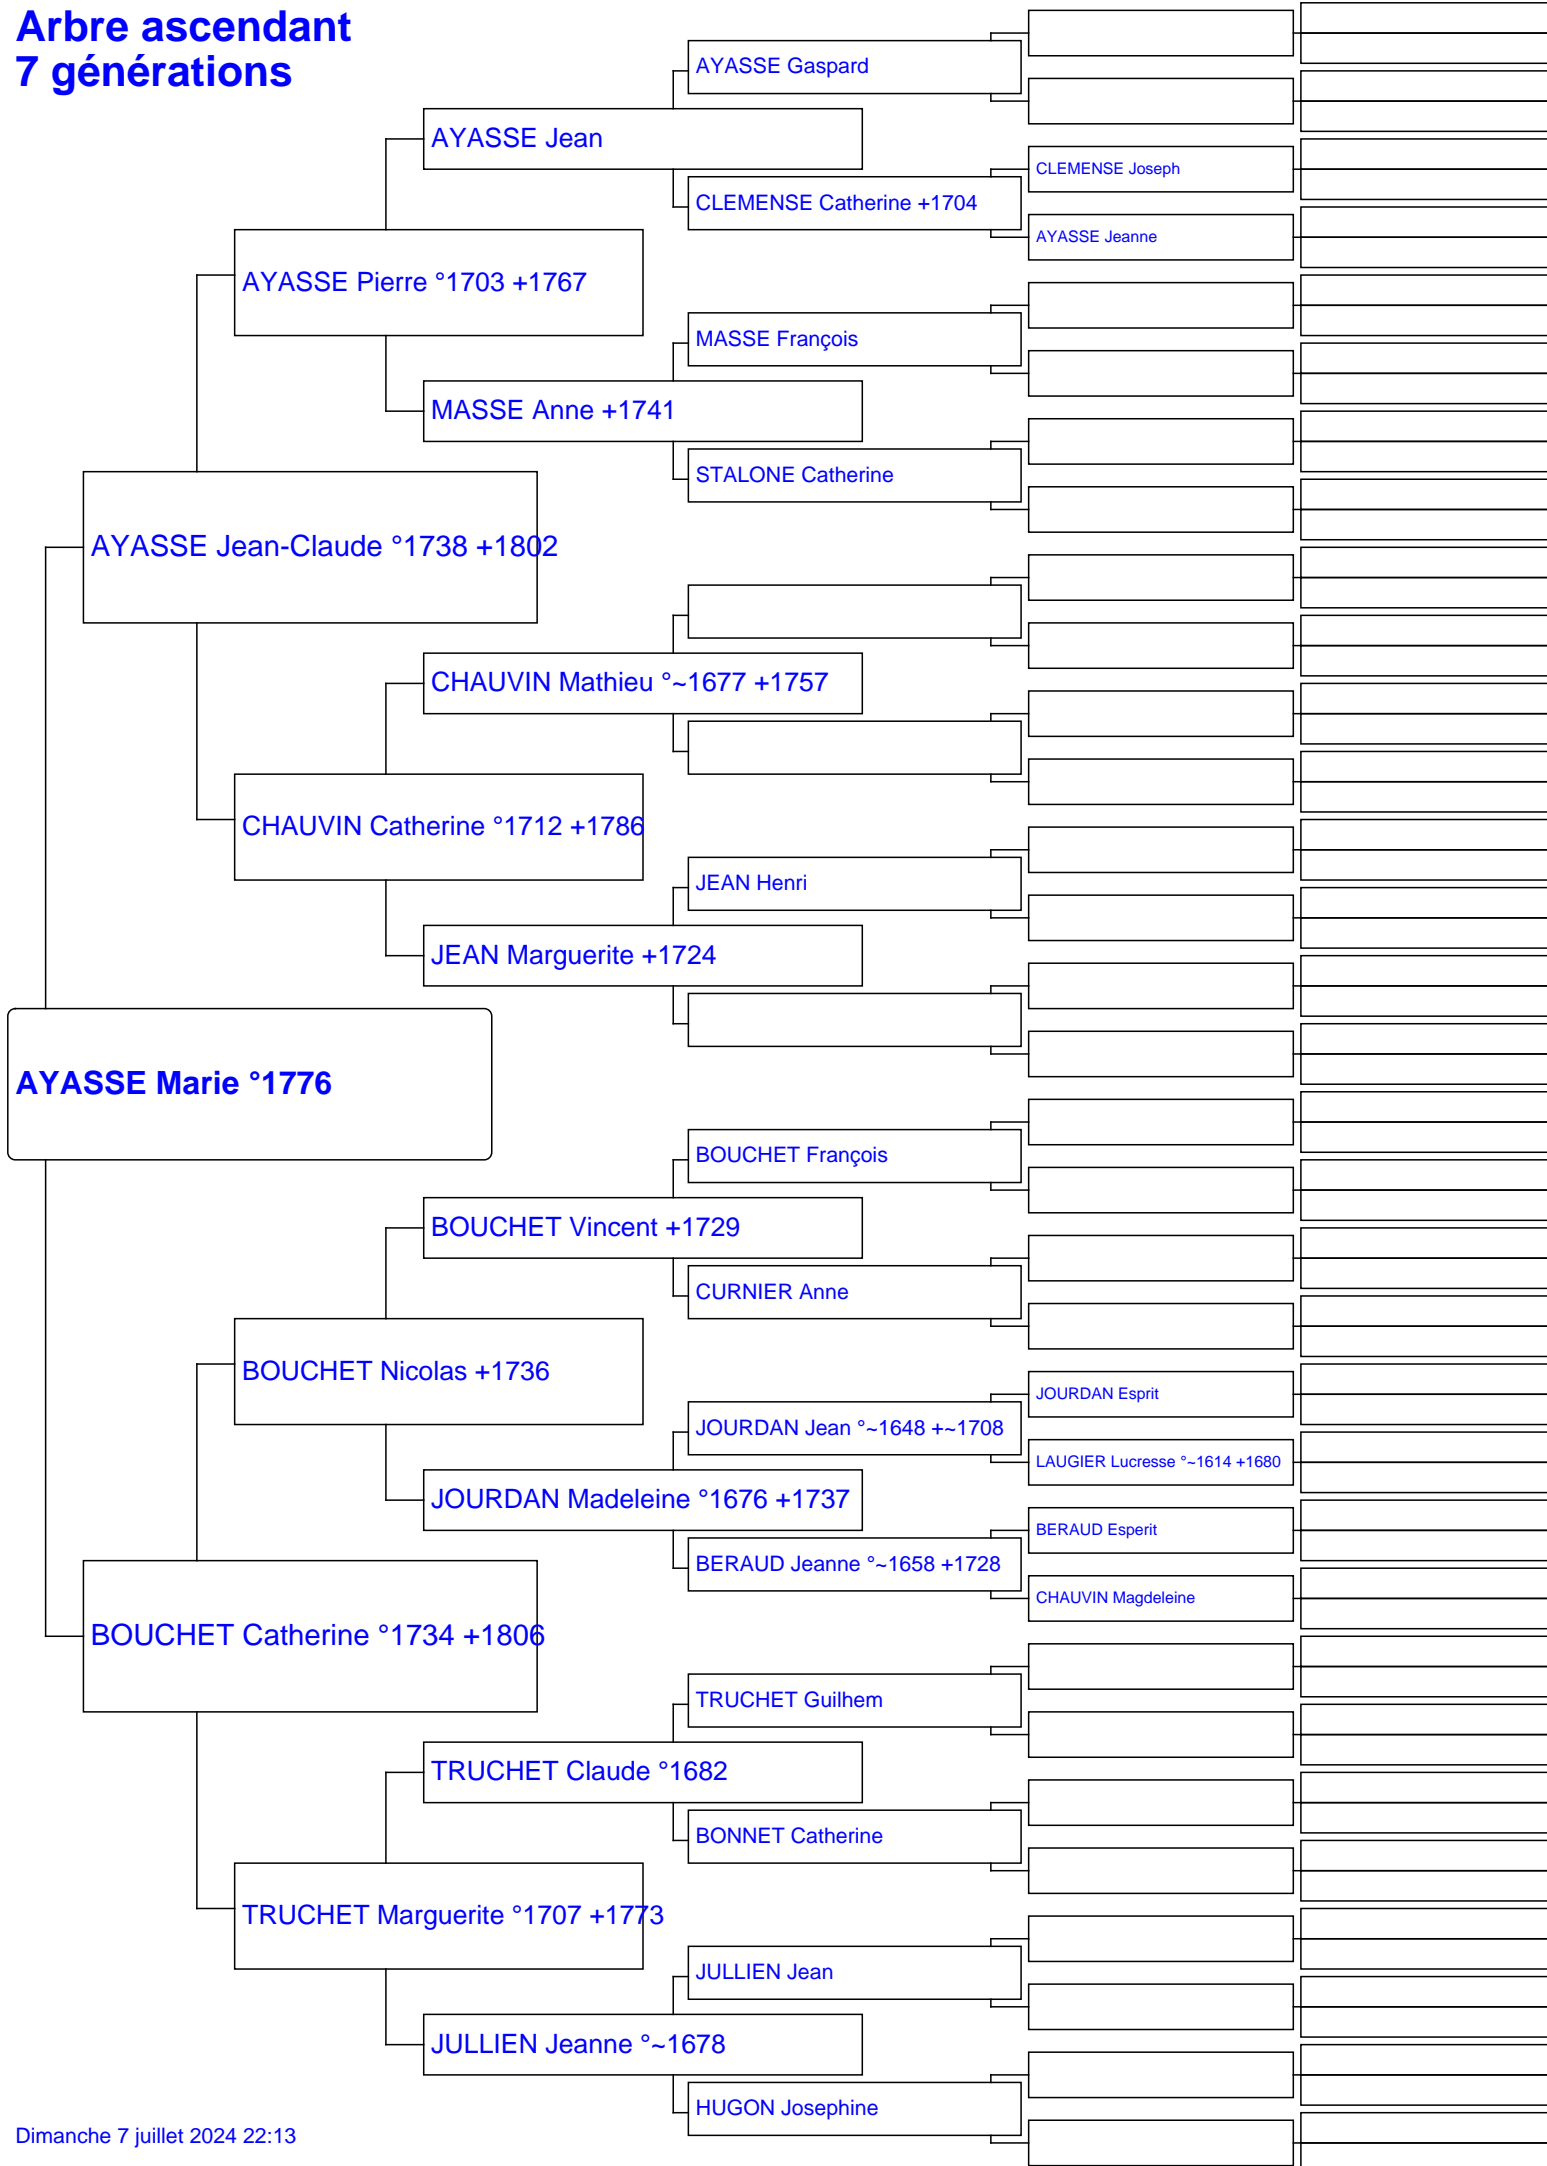 Arbre ascendant
7 générations
AYASSE Gaspard
AYASSE Jean
CLEMENSE Joseph
CLEMENSE Catherine +1704
AYASSE Jeanne
AYASSE Pierre °1703 +1767
MASSE François
MASSE Anne +1741
STALONE Catherine
AYASSE Jean-Claude °1738 +1802
CHAUVIN Mathieu °~1677 +1757
CHAUVIN Catherine °1712 +1786
JEAN Henri
JEAN Marguerite +1724
AYASSE Marie °1776
BOUCHET François
BOUCHET Vincent +1729
CURNIER Anne
BOUCHET Nicolas +1736
JOURDAN Esprit
JOURDAN Jean °~1648 +~1708
LAUGIER Lucresse °~1614 +1680
JOURDAN Madeleine °1676 +1737
BERAUD Esperit
BERAUD Jeanne °~1658 +1728
CHAUVIN Magdeleine
BOUCHET Catherine °1734 +1806
TRUCHET Guilhem
TRUCHET Claude °1682
BONNET Catherine
TRUCHET Marguerite °1707 +1773
JULLIEN Jean
JULLIEN Jeanne °~1678
HUGON Josephine
Dimanche 7 juillet 2024 22:13